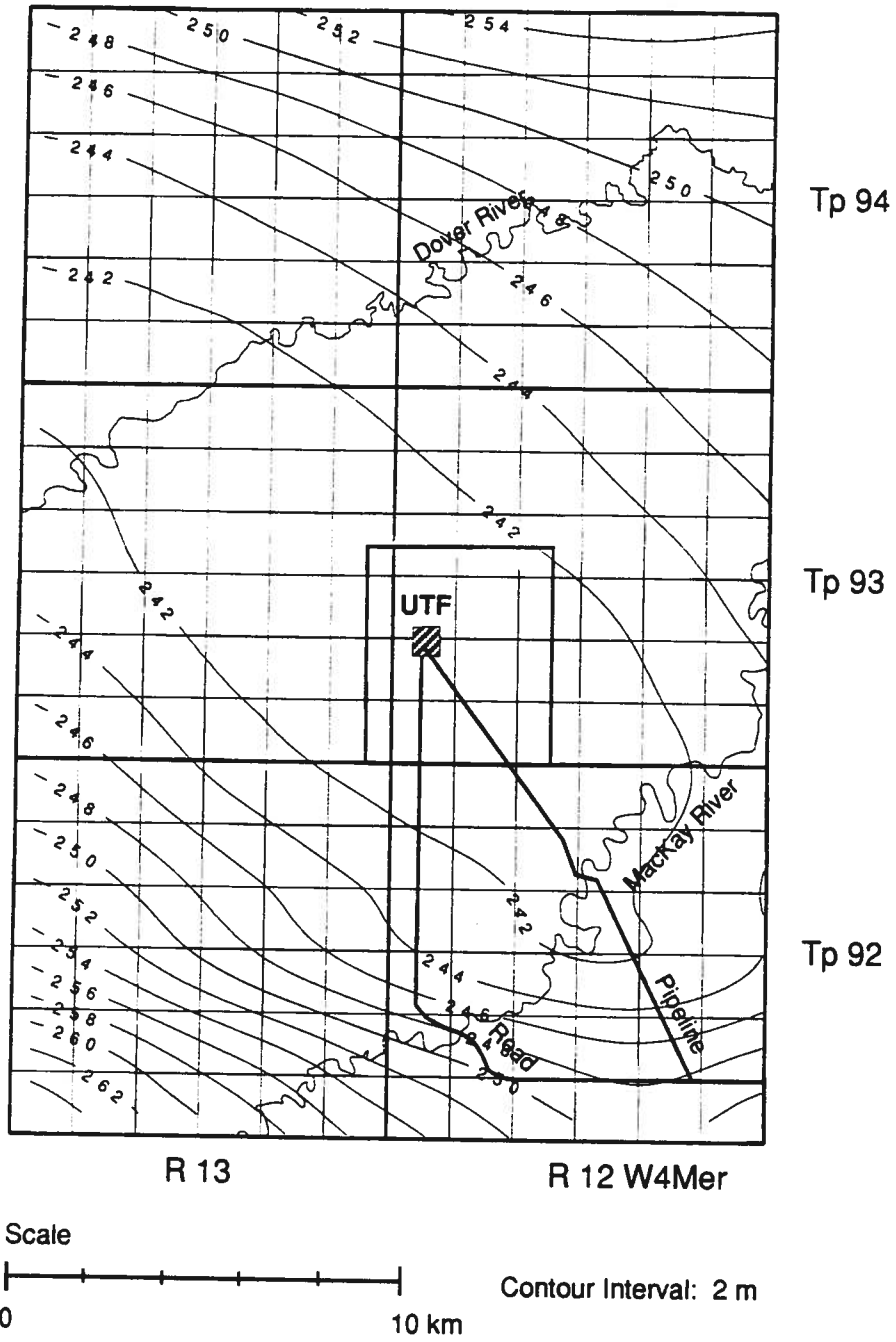 254
252
250
248
246
244
250
Tp 94
248
Dover River
246
242
244
242
Tp 93
UTF
242
244
246
248
MacKay River
250
242
252
Tp 92
244
254
256
246
Pipeline
258
Road
248
260
250
262
R 13
R 12 W4Mer
Scale
0
10 km
Contour Interval: 2 m